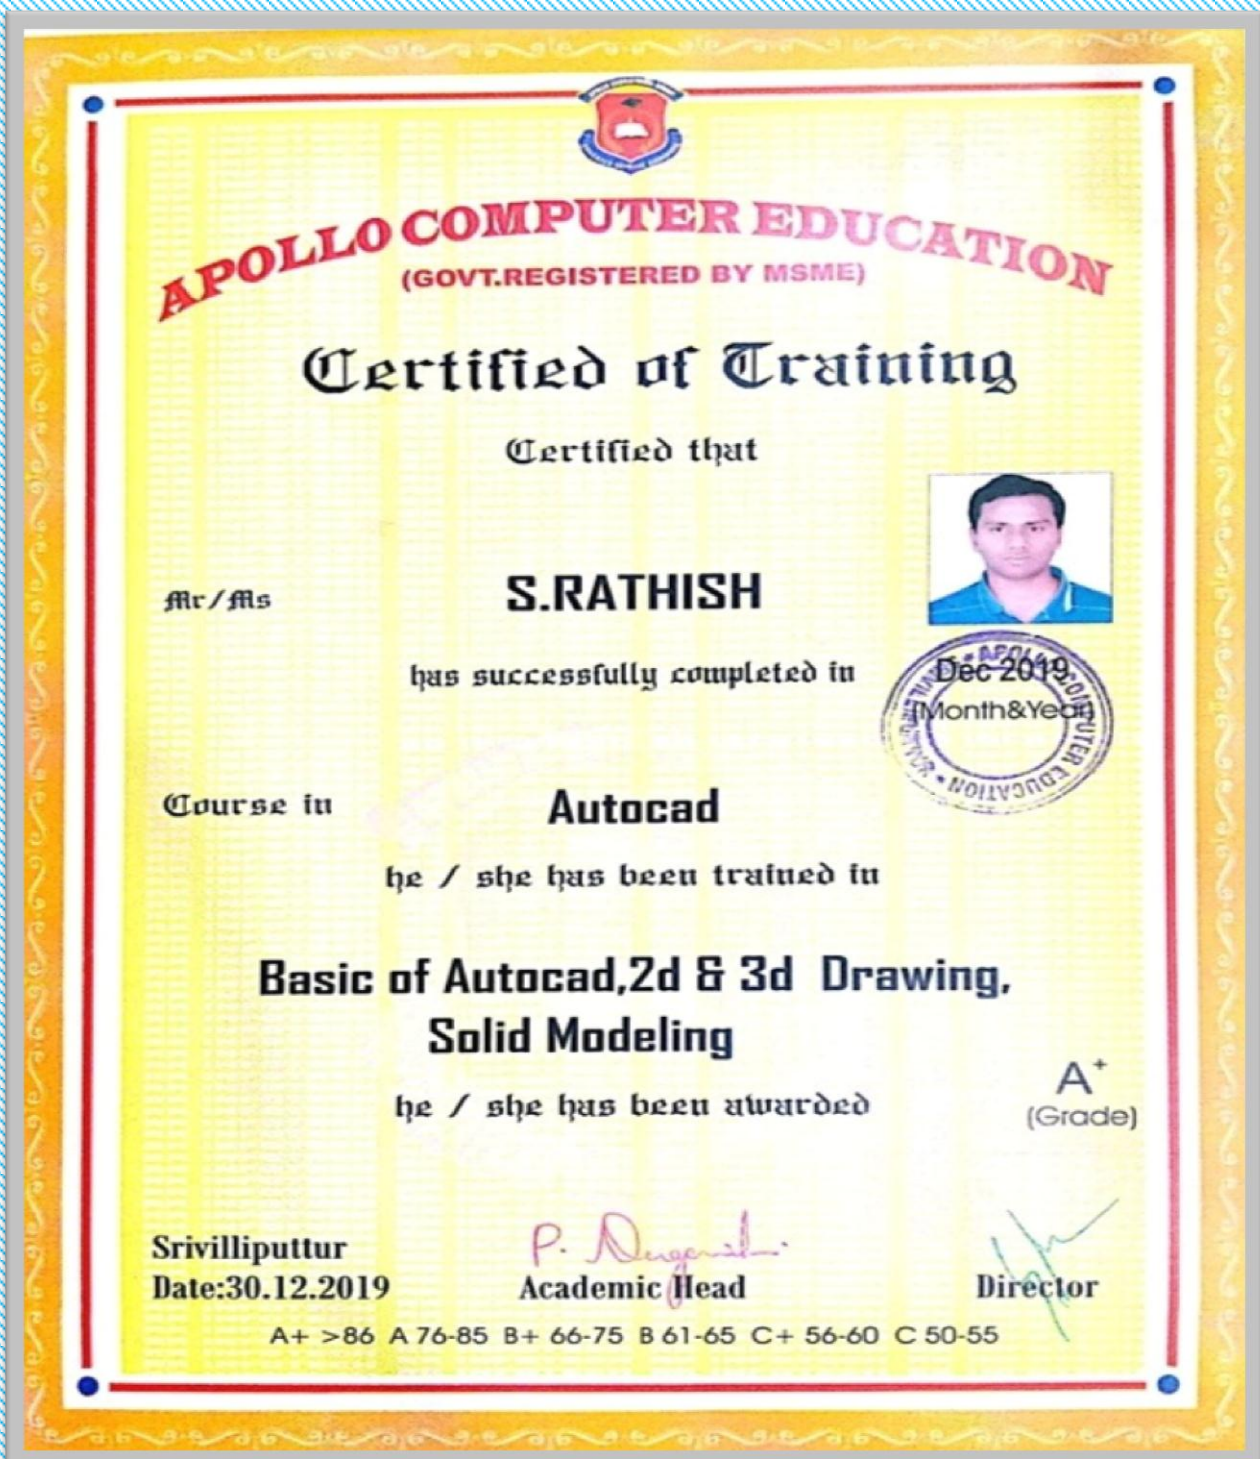 APOLLO COMPUTER EDUCATION
(GOVT.REGISTERED BY MSME)
Certified of Training
Certified that
Mr/Ms S.RATHISH
has successfully completed in Dec 2019
(Month&Year)
APOLLO COMPUTER EDUCATION
Course in Autocad
he / she has been trained in
Basic of Autocad,2d & 3d Drawing,
Solid Modeling
he / she has been awarded A+
(Grade)
Srivilliputtur
Date:30.12.2019 Academic Head Director
A+ >86 A 76-85 B+ 66-75 B 61-65 C+ 56-60 C 50-55